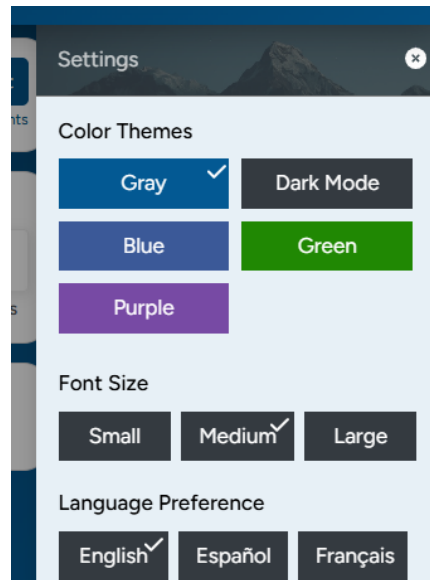 Settings
Color Themes
Gray
Dark Mode
Blue
Green
Purple
Font Size
Small
Medium
Large
Language Preference
English
Español
Français